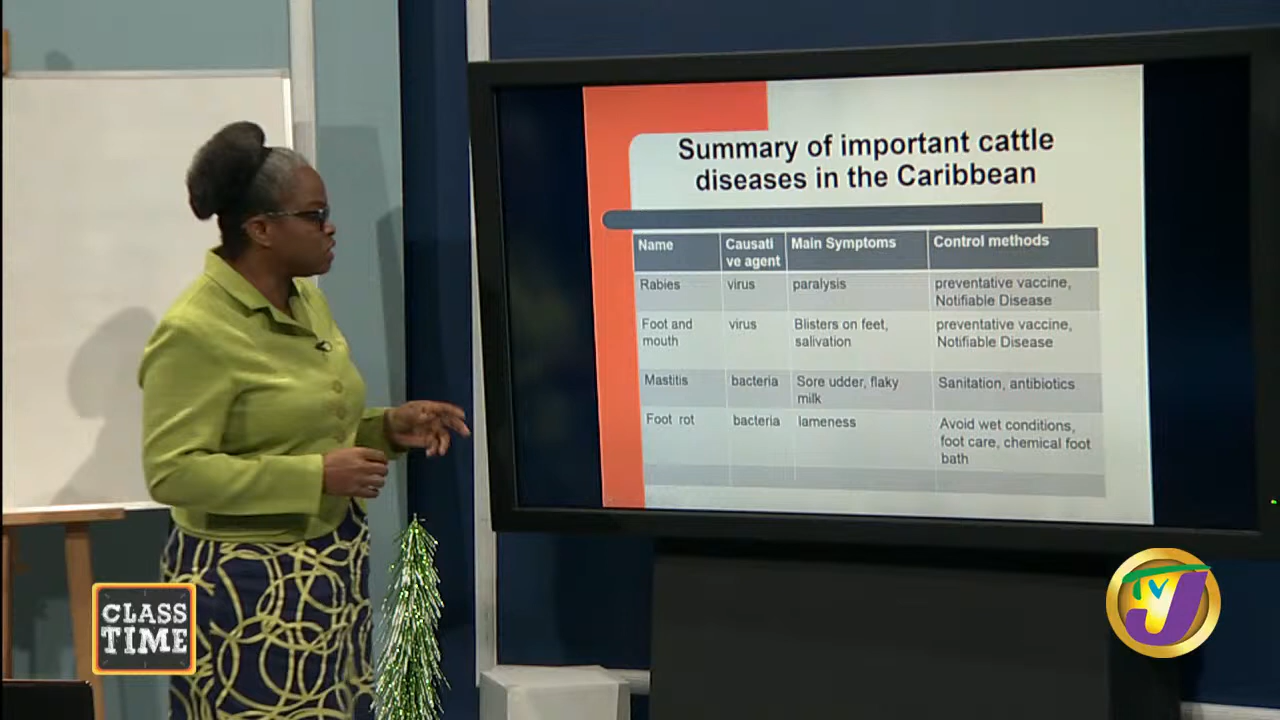 Summary of important cattle
diseases in the Caribbean
Name
Causati
ve agent
Main Symptoms
Control methods
Rabies
virus
paralysis
preventative vaccine,
Notifiable Disease
Foot and
mouth
virus
Blisters on feet,
salivation
preventative vaccine,
Notifiable Disease
Mastitis
bacteria
Sore udder, flaky
milk
Sanitation, antibiotics
Foot rot
bacteria
lameness
Avoid wet conditions,
foot care, chemical foot
bath
CLASS
TIME
TVJ